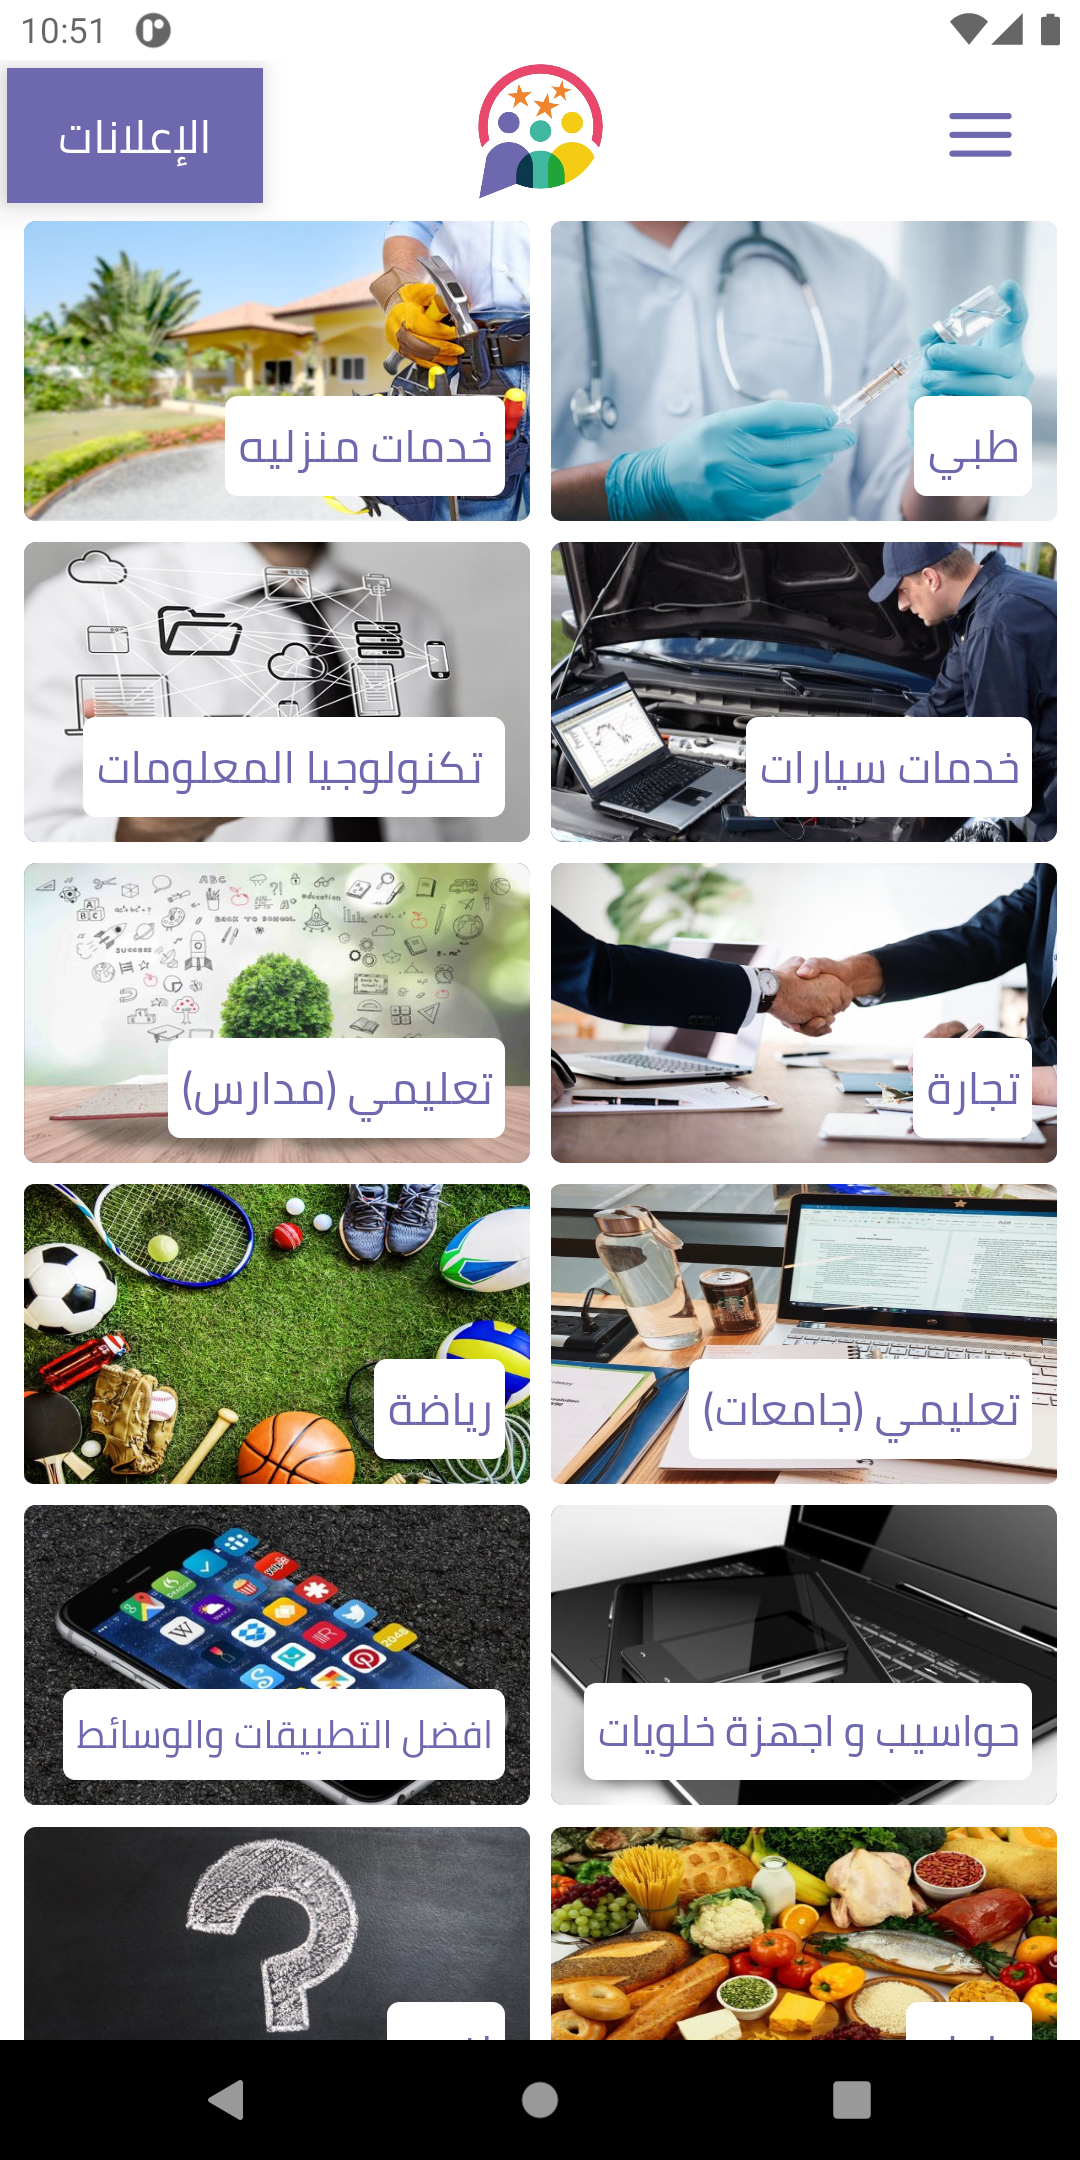 10:51
الإعلانات
طبي
خدمات منزليه
خدمات سيارات
تكنولوجيا المعلومات
تجارة
تعليمي (مدارس)
تعليمي (جامعات)
رياضة
حواسيب و اجهزة خلويات
افضل التطبيقات والوسائط